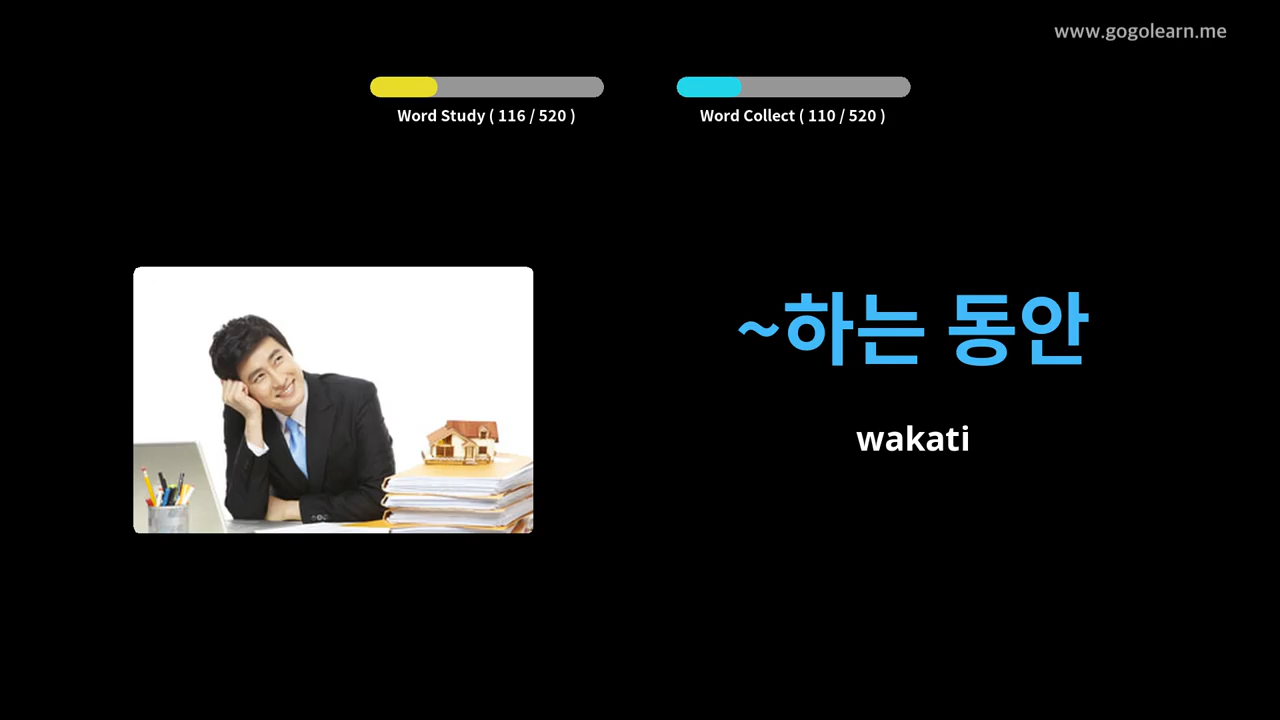 www.gogolearn.me
Word Study ( 116 / 520 )
Word Collect ( 110 / 520 )
~하는 동안
wakati